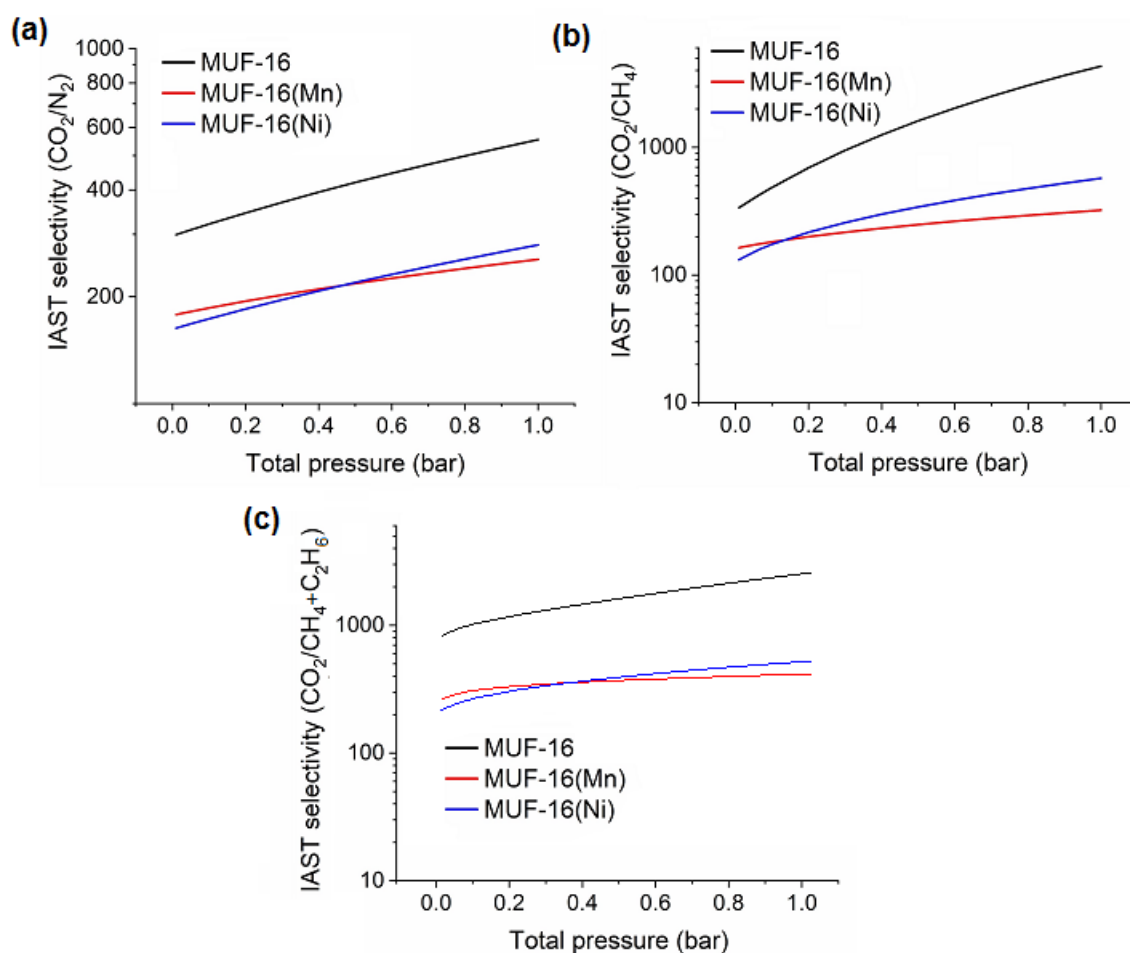 (a)
IAST selectivity (CO₂/N₂)
1000
800
600
400
200
MUF-16
MUF-16(Mn)
MUF-16(Ni)
0.0 0.2 0.4 0.6 0.8 1.0
Total pressure (bar)
(b)
IAST selectivity (CO₂/CH₄)
1000
100
10
MUF-16
MUF-16(Mn)
MUF-16(Ni)
0.0 0.2 0.4 0.6 0.8 1.0
Total pressure (bar)
(c)
IAST selectivity (CO₂/CH₄+C₂H₆)
1000
100
10
MUF-16
MUF-16(Mn)
MUF-16(Ni)
0.0 0.2 0.4 0.6 0.8 1.0
Total pressure (bar)